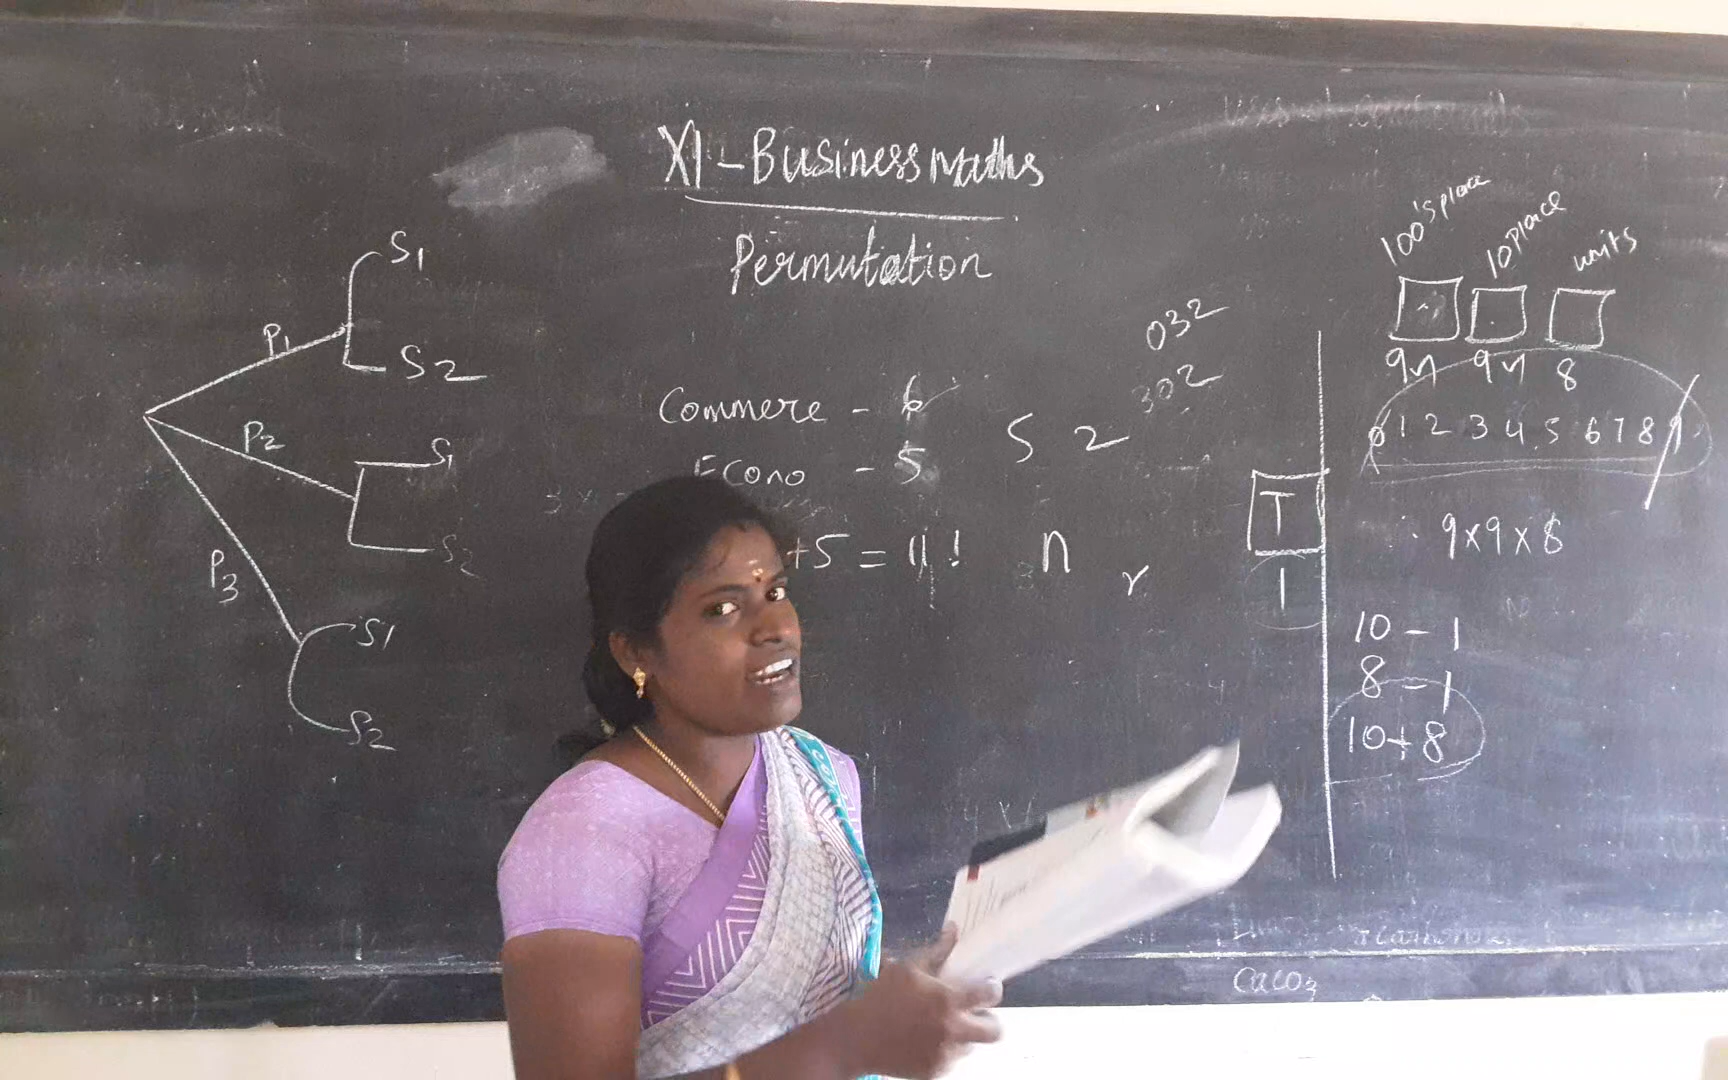 XI - Business Maths
Permutation
P1
S1
S2
P2
S1
S2
P3
S1
S2
Commere - 6
Econo - 5
+5 = 11!
S 2
n
r
032
302
T
1
100's place
10 place
units
9 9 8
0 1 2 3 4 5 6 7 8 9
∴ 9x9x8
10 - 1
8 - 1
10+8
CaCO3